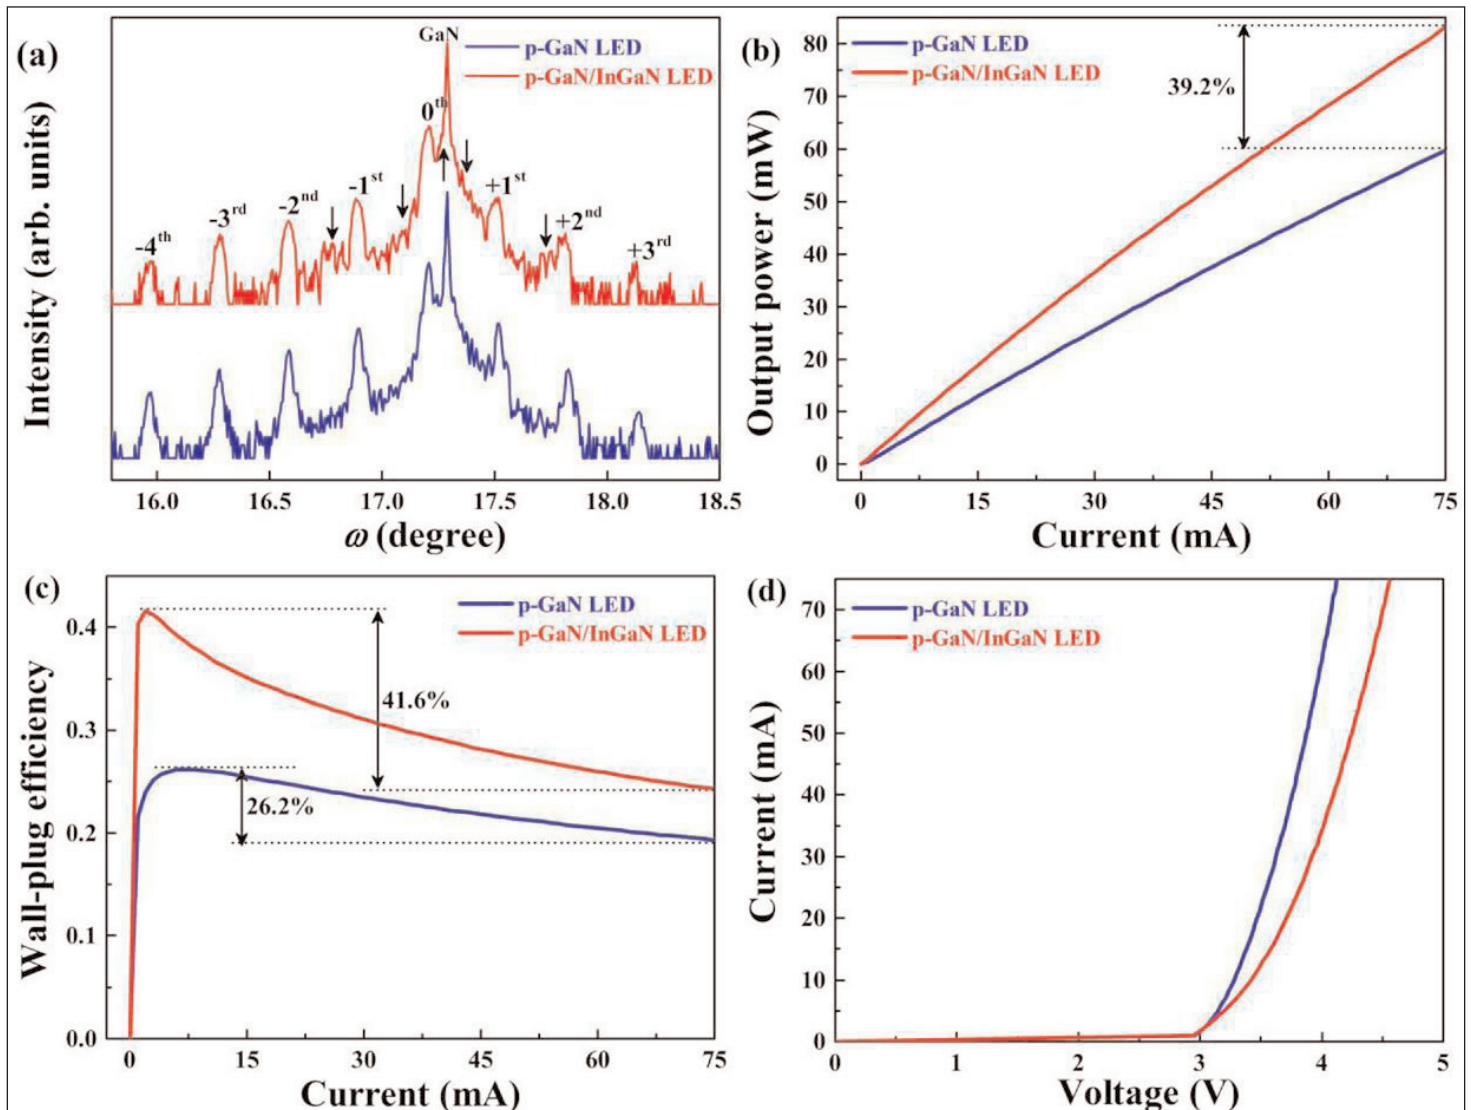 (a)
GaN
p-GaN LED
p-GaN/InGaN LED
0th
-1st
+1st
-2nd
+2nd
-3rd
+3rd
-4th
Intensity (arb. units)
16.0 16.5 17.0 17.5 18.0 18.5
ω (degree)
(b)
p-GaN LED
p-GaN/InGaN LED
39.2%
80
70
60
50
40
30
20
10
0
Output power (mW)
0 15 30 45 60 75
Current (mA)
(c)
p-GaN LED
p-GaN/InGaN LED
41.6%
26.2%
0.4
0.3
0.2
0.1
0.0
Wall-plug efficiency
0 15 30 45 60 75
Current (mA)
(d)
p-GaN LED
p-GaN/InGaN LED
70
60
50
40
30
20
10
0
Current (mA)
0 1 2 3 4 5
Voltage (V)